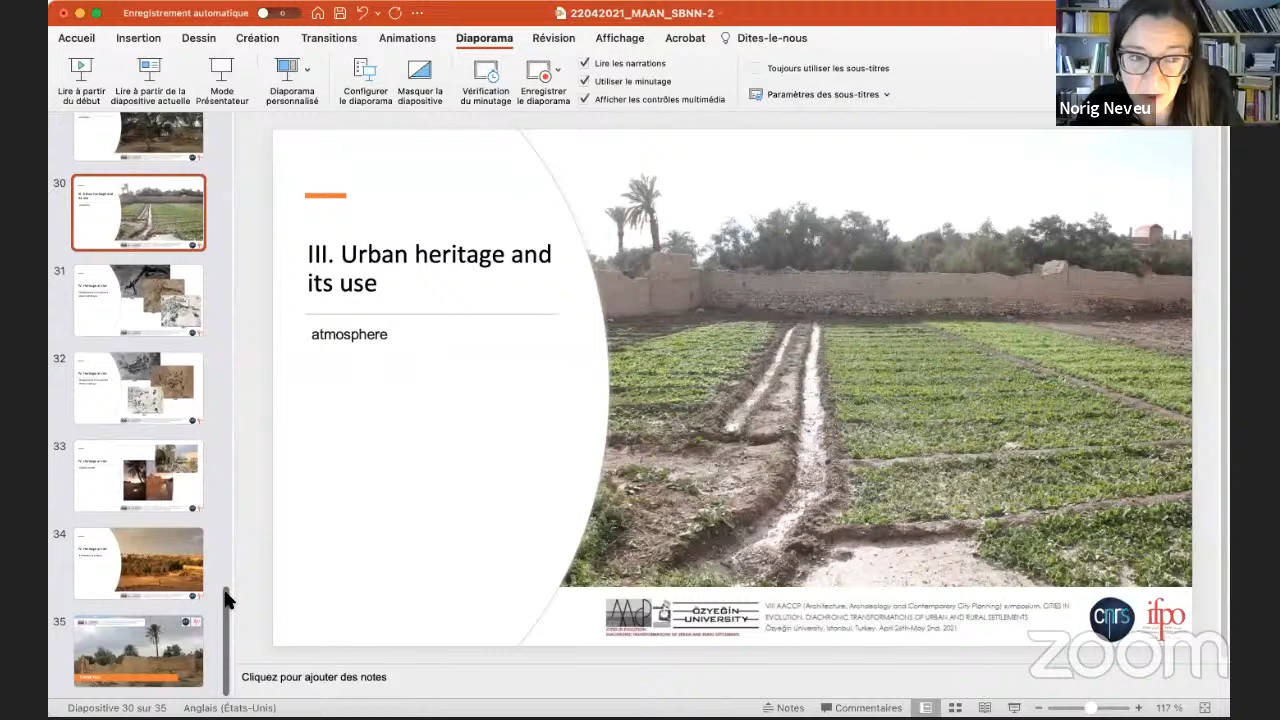 Enregistrement automatique
22042021_MAAN_SBNN-2
Accueil Insertion Dessin Création Transitions Animations Diaporama Révision Affichage Acrobat Dites-le-nous
Lire à partir
du début
Lire à partir de la
diapositive actuelle
Mode
Présentateur
Diaporama
personnalisé
Configurer
le diaporama
Masquer la
diapositive
Vérification
du minutage
Enregistrer
le diaporama
Lire les narrations
Utiliser le minutage
Afficher les contrôles multimédia
Toujours utiliser les sous-titres
Paramètres des sous-titres
Norig Neveu
30
31
32
33
34
35
III. Urban heritage and
its use
atmosphere
ÖZYEĞİN
UNIVERSITY
VIII AACCP (Architecture, Archaeology and Contemporary City Planning) symposium, CITIES IN
EVOLUTION, DIACHRONIC TRANSFORMATIONS OF URBAN AND RURAL SETTLEMENTS
Özyeğin University, Istanbul, Turkey, April 26th-May 2nd, 2021
cnrs
ifpo
zoom
Cliquez pour ajouter des notes
Diapositive 30 sur 35 Anglais (États-Unis) Notes Commentaires 117 %